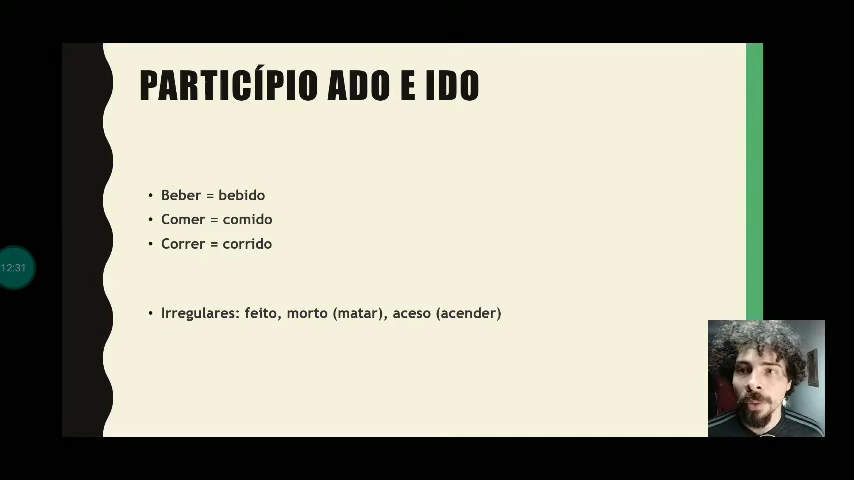 PARTICÍPIO ADO E IDO
• Beber = bebido
• Comer = comido
• Correr = corrido
• Irregulares: feito, morto (matar), aceso (acender)
12:31